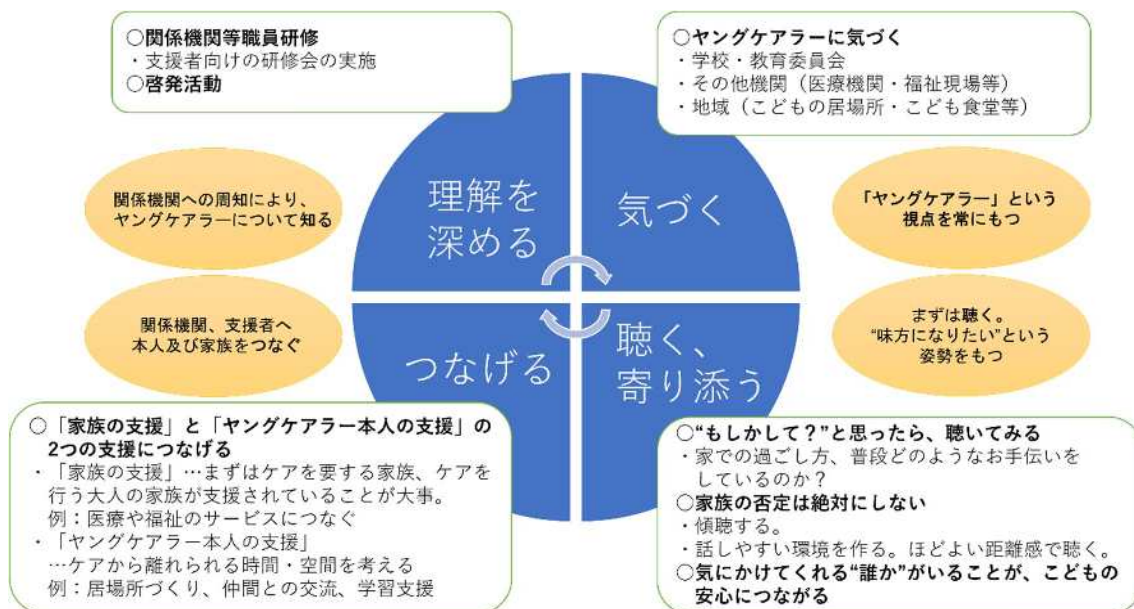 ○関係機関等職員研修
・支援者向けの研修会の実施
○啓発活動
○ヤングケアラーに気づく
・学校・教育委員会
・その他機関（医療機関・福祉現場等）
・地域（こどもの居場所・こども食堂等）
関係機関への周知により、
ヤングケアラーについて知る
理解を
深める
気づく
「ヤングケアラー」という
視点を常にもつ
関係機関、支援者へ
本人及び家族をつなぐ
つなげる
聴く、
寄り添う
まずは聴く。
“味方になりたい”という
姿勢をもつ
○「家族の支援」と「ヤングケアラー本人の支援」の
2つの支援につなげる
・「家族の支援」…まずはケアを要する家族、ケアを
行う大人の家族が支援されていることが大事。
例：医療や福祉のサービスにつなぐ
・「ヤングケアラー本人の支援」
…ケアから離れられる時間・空間を考える
例：居場所づくり、仲間との交流、学習支援
○“もしかして？”と思ったら、聴いてみる
・家での過ごし方、普段どのようなお手伝いを
しているのか？
○家族の否定は絶対にしない
・傾聴する。
・話しやすい環境を作る。ほどよい距離感で聴く。
○気にかけてくれる“誰か”がいることが、こどもの
安心につながる